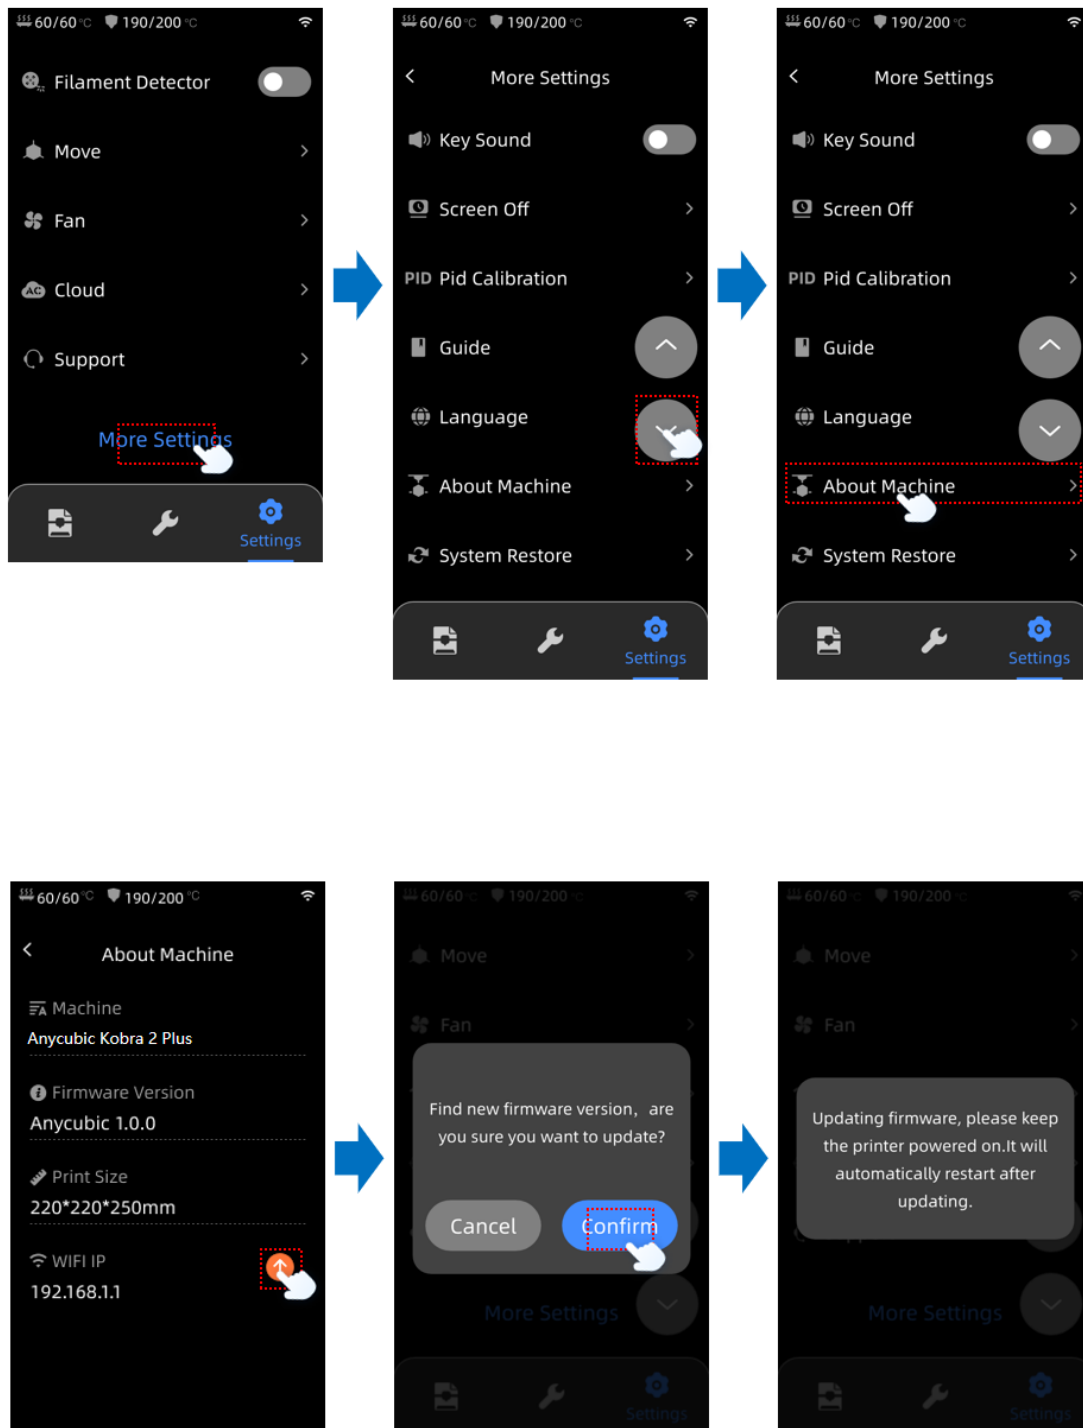 60/60 °C 190/200 °C
Filament Detector
Move
Fan
AC Cloud
Support
More Settings
Settings
60/60 °C 190/200 °C
More Settings
Key Sound
Screen Off
PID Pid Calibration
Guide
Language
About Machine
System Restore
Settings
60/60 °C 190/200 °C
More Settings
Key Sound
Screen Off
PID Pid Calibration
Guide
Language
About Machine
System Restore
Settings
60/60 °C 190/200 °C
About Machine
Machine
Anycubic Kobra 2 Plus
Firmware Version
Anycubic 1.0.0
Print Size
220*220*250mm
WIFI IP
192.168.1.1
60/60 °C 190/200 °C
Move
Fan
Find new firmware version, are
you sure you want to update?
Cancel Confirm
More Settings
Settings
60/60 °C 190/200 °C
Move
Fan
Updating firmware, please keep
the printer powered on.It will
automatically restart after
updating.
More Settings
Settings